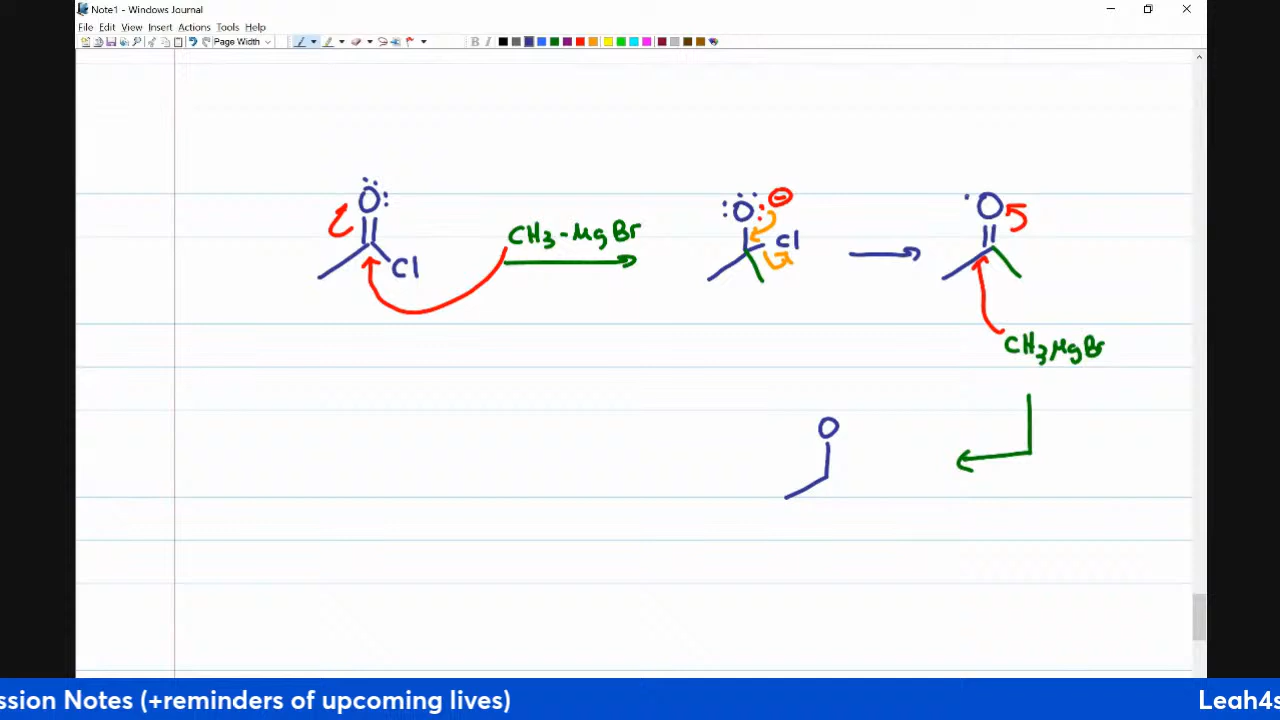 Note1 - Windows Journal
File Edit View Insert Actions Tools Help
Page Width
B I
:Ö:⊖
Ö:
Cl
CH3-MgBr
Cl
O
CH3MgBr
O
ssion Notes (+reminders of upcoming lives)
Leah4s